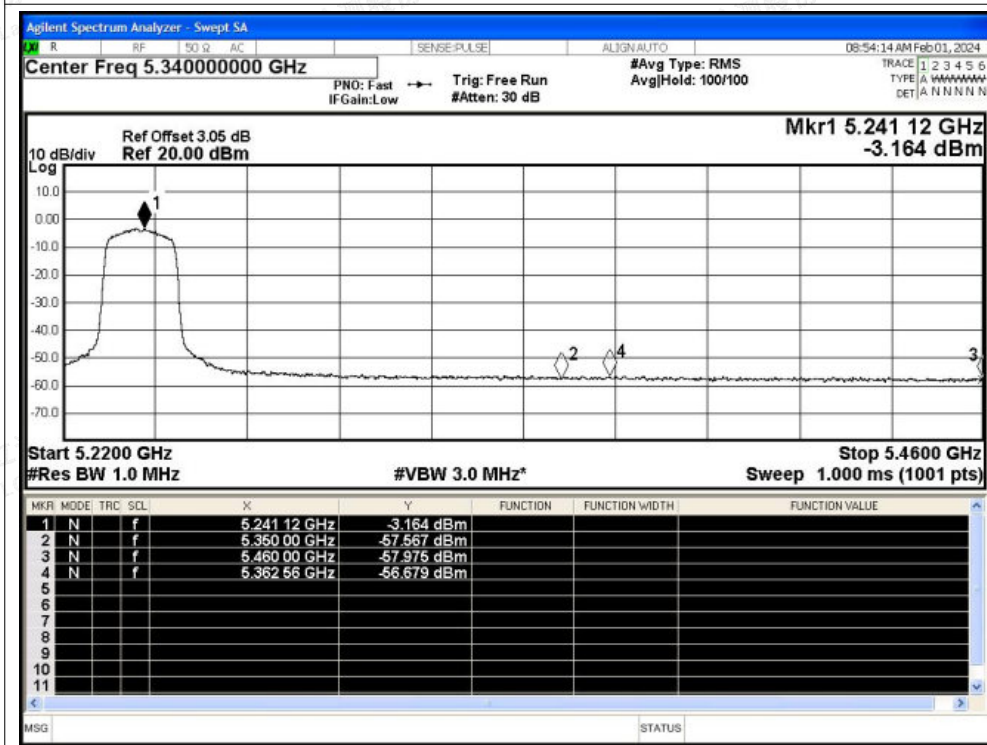 Agilent Spectrum Analyzer - Swept SA
R RF 50 Ω AC SENSE:PULSE ALIGN AUTO 08:54:14 AM Feb 01, 2024
Center Freq 5.340000000 GHz #Avg Type: RMS TRACE 1 2 3 4 5 6
PNO: Fast Trig: Free Run Avg|Hold: 100/100 TYPE A WWWWW
IFGain:Low #Atten: 30 dB DET A N N N N N
Mkr1 5.241 12 GHz
Ref Offset 3.05 dB
10 dB/div Ref 20.00 dBm -3.164 dBm
Log
10.0
1
0.00
-10.0
-20.0
-30.0
-40.0
-50.0
2 4 3
-60.0
-70.0
Start 5.2200 GHz Stop 5.4600 GHz
#Res BW 1.0 MHz #VBW 3.0 MHz* Sweep 1.000 ms (1001 pts)
MKR MODE TRC SCL X Y FUNCTION FUNCTION WIDTH FUNCTION VALUE
1 N f 5.241 12 GHz -3.164 dBm
2 N f 5.350 00 GHz -57.567 dBm
3 N f 5.460 00 GHz -57.975 dBm
4 N f 5.362 56 GHz -56.679 dBm
5
6
7
8
9
10
11
MSG STATUS